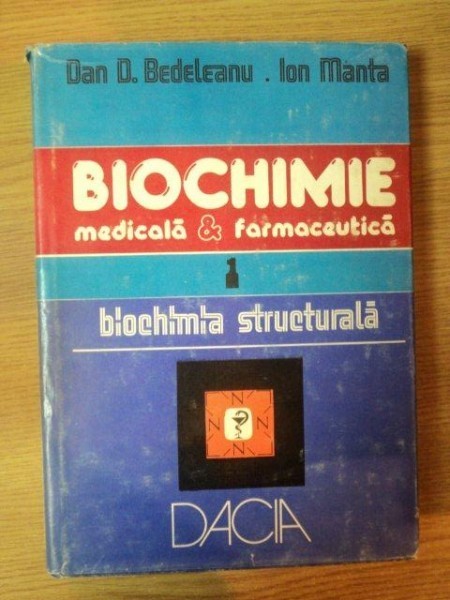 Dan D. Bedeleanu . Ion Manta
BIOCHIMIE
medicală & farmaceutică
1
biochimia structurală
N N
N N
DACIA